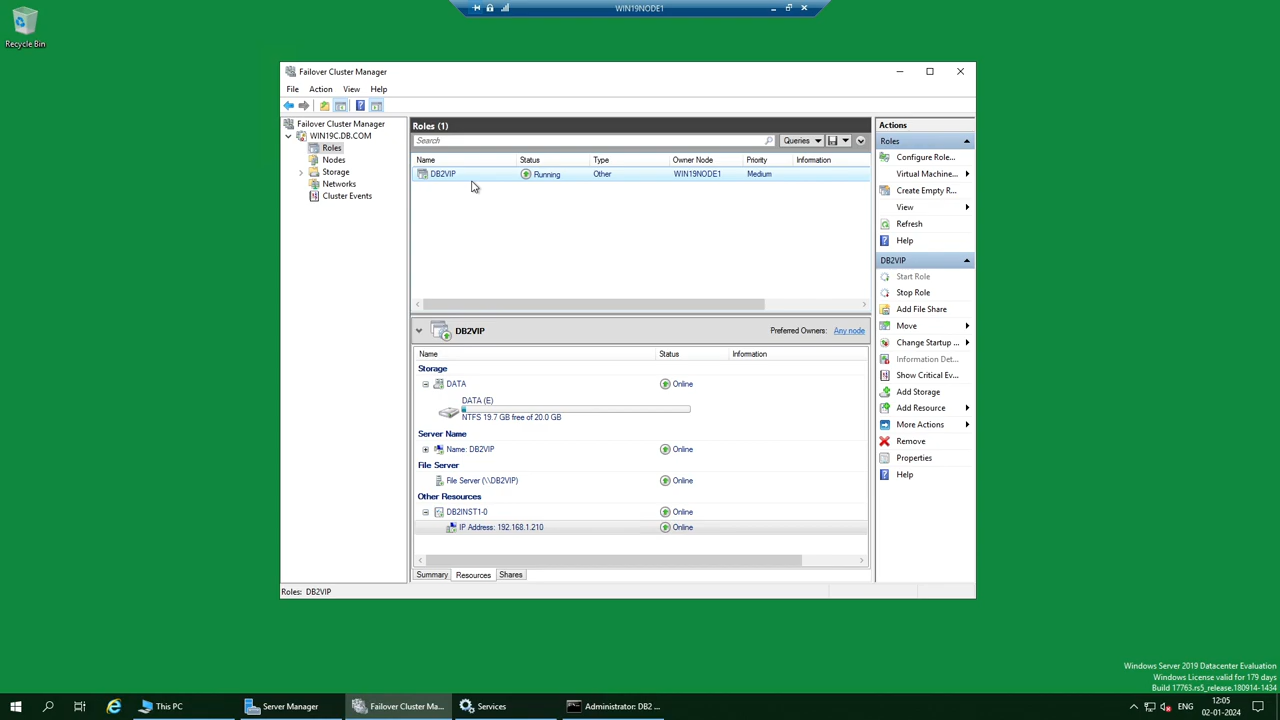 WIN19NODE1
Recycle Bin
Failover Cluster Manager
File Action View Help
Failover Cluster Manager
WIN19C.DB.COM
Roles
Nodes
Storage
Networks
Cluster Events
Roles (1)
Search
Queries
Name Status Type Owner Node Priority Information
DB2VIP Running Other WIN19NODE1 Medium
DB2VIP
Preferred Owners: Any node
Name Status Information
Storage
DATA Online
DATA (E)
NTFS 19.7 GB free of 20.0 GB
Server Name
Name: DB2VIP Online
File Server
File Server (\\DB2VIP) Online
Other Resources
DB2INST1-0 Online
IP Address: 192.168.1.210 Online
Summary Resources Shares
Actions
Roles
Configure Role...
Virtual Machine...
Create Empty R...
View
Refresh
Help
DB2VIP
Start Role
Stop Role
Add File Share
Move
Change Startup ...
Information Det...
Show Critical Ev...
Add Storage
Add Resource
More Actions
Remove
Properties
Help
Roles: DB2VIP
Windows Server 2019 Datacenter Evaluation
Windows License valid for 179 days
Build 17763.rs5_release.180914-1434
This PC
Server Manager
Failover Cluster Ma...
Services
Administrator: DB2 ...
ENG
12:05
02-01-2024